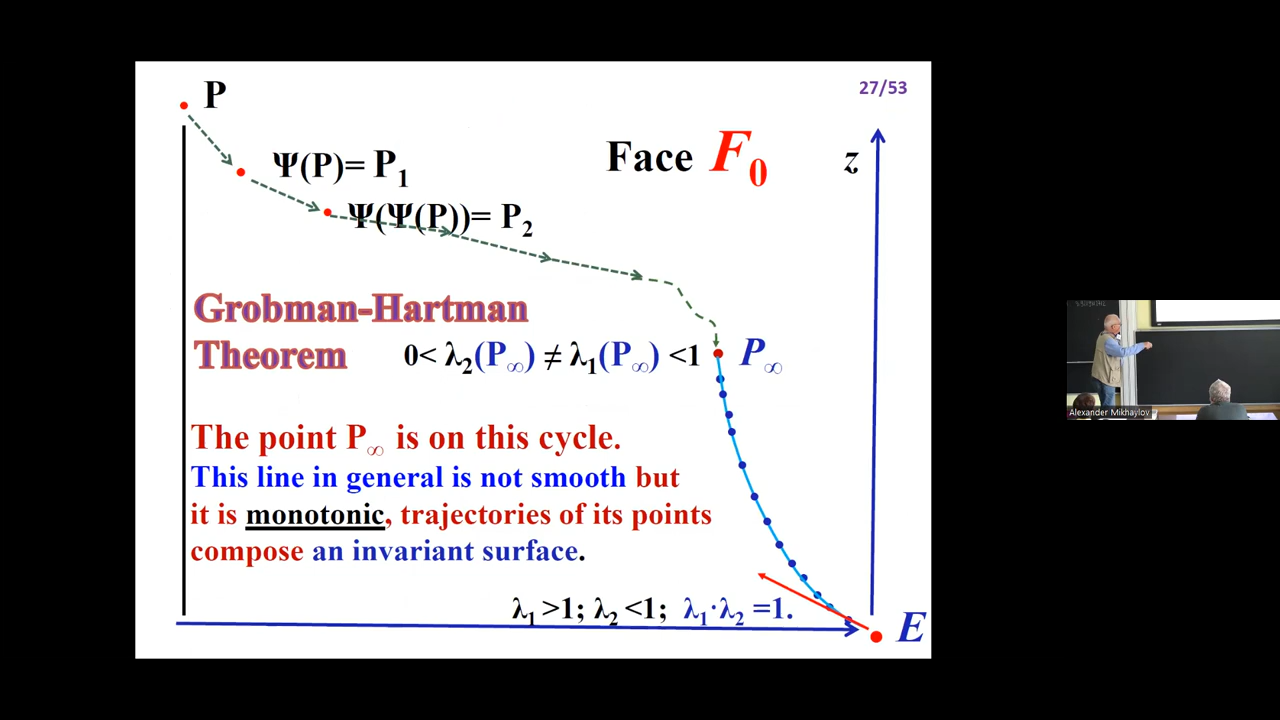 27/53
P
Face F₀
z
Ψ(P)= P₁
Ψ(Ψ(P))= P₂
Grobman-Hartman
Theorem
0< λ₂(P∞) ≠ λ₁(P∞) <1
P∞
The point P∞ is on this cycle.
This line in general is not smooth but
it is monotonic, trajectories of its points
compose an invariant surface.
λ₁ >1; λ₂ <1; λ₁·λ₂ =1.
E
Alexander Mikhaylov